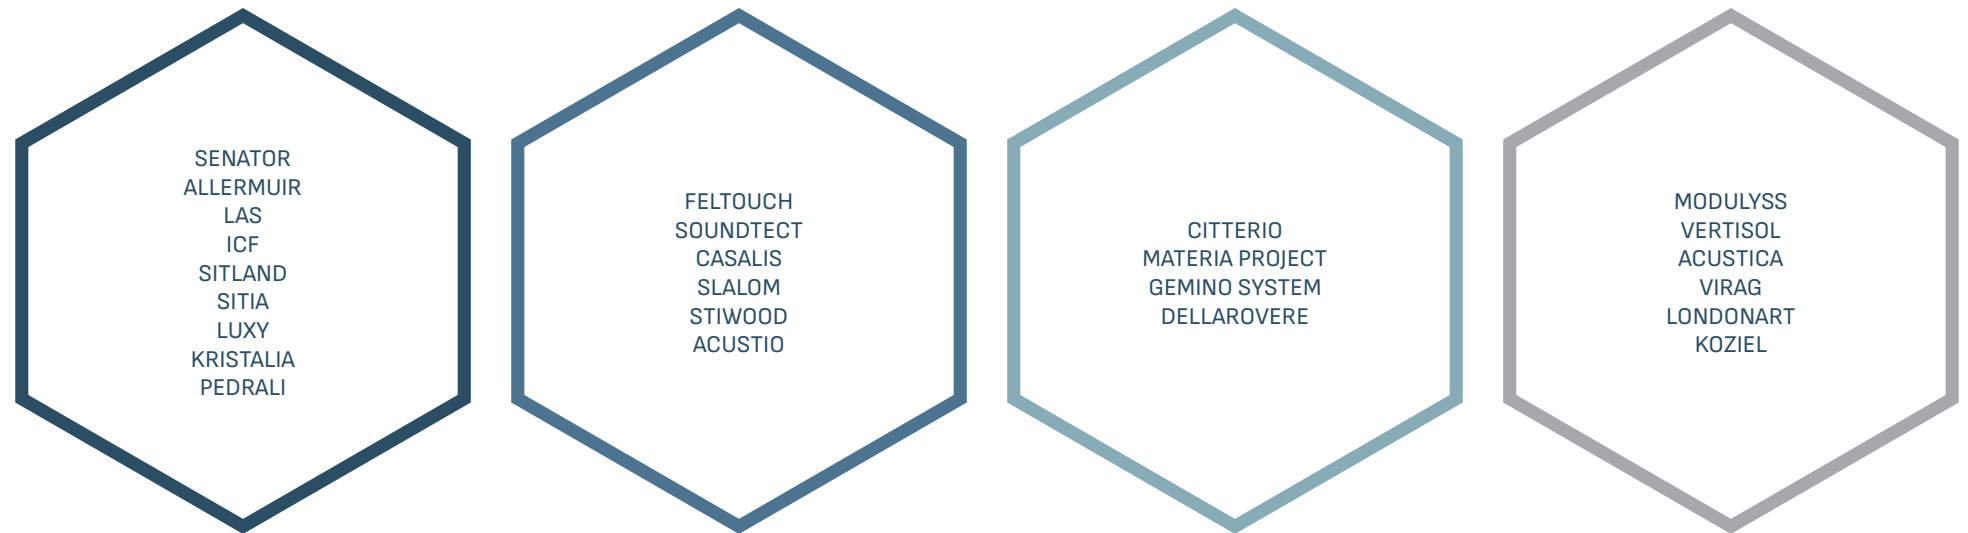 SENATOR
ALLERMUIR
LAS
ICF
SITLAND
SITIA
LUXY
KRISTALIA
PEDRALI
FELTOUCH
SOUNDTECT
CASALIS
SLALOM
STIWOOD
ACUSTIO
CITTERIO
MATERIA PROJECT
GEMINO SYSTEM
DELLAROVERE
MODULYSS
VERTISOL
ACUSTICA
VIRAG
LONDONART
KOZIEL